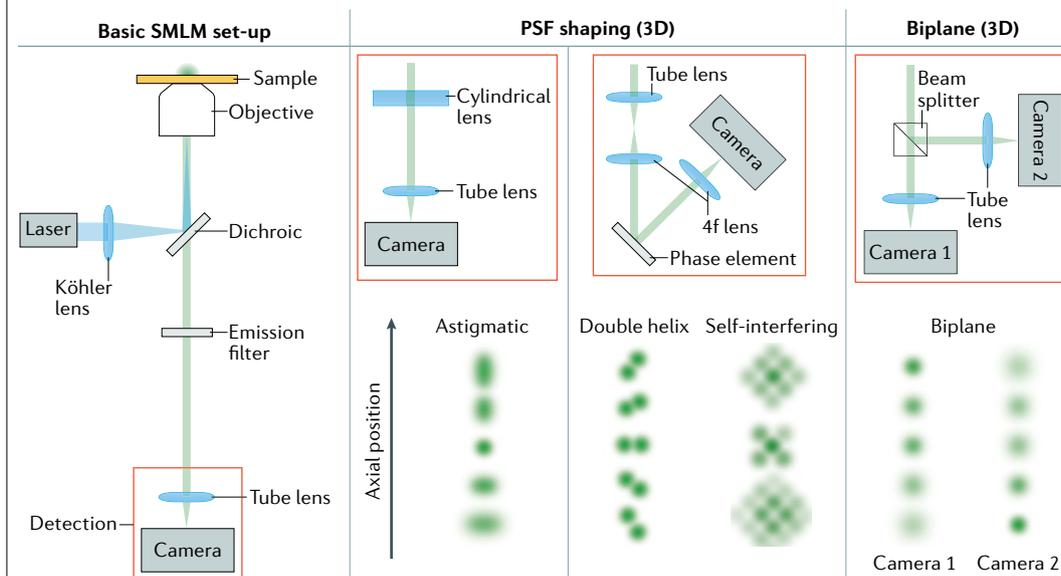 Basic SMLM set-up
Sample
Objective
Laser
Dichroic
Köhler
lens
Emission
filter
Tube lens
Detection
Camera
PSF shaping (3D)
Cylindrical
lens
Tube lens
Camera
Tube lens
Camera
4f lens
Phase element
Axial position
Astigmatic
Double helix
Self-interfering
Biplane (3D)
Beam
splitter
Camera 2
Tube
lens
Camera 1
Biplane
Camera 1
Camera 2